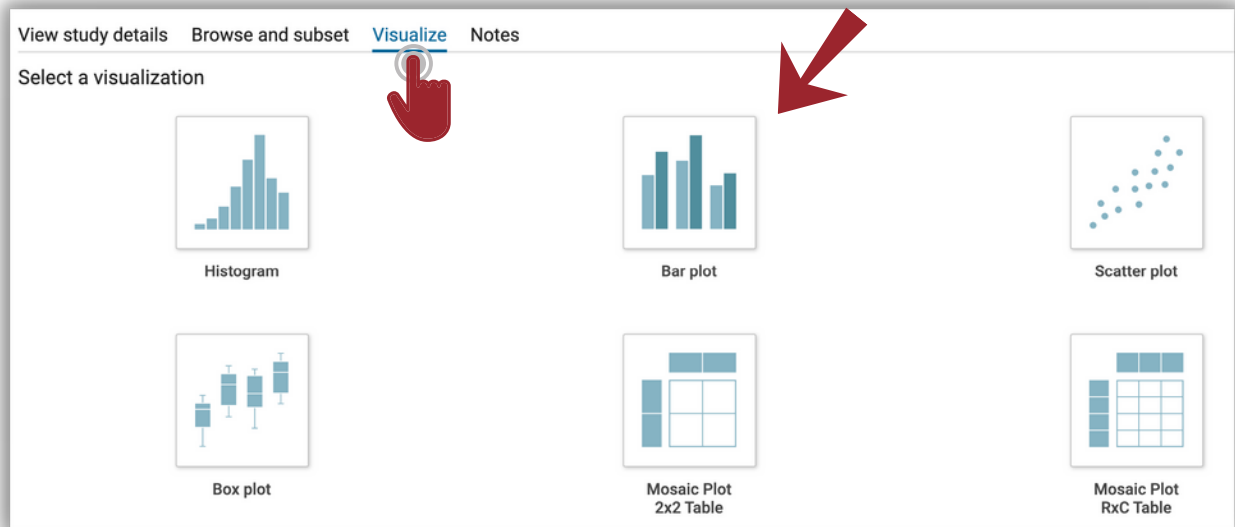 View study details Browse and subset Visualize Notes
Select a visualization
Histogram
Bar plot
Scatter plot
Box plot
Mosaic Plot
2x2 Table
Mosaic Plot
RxC Table